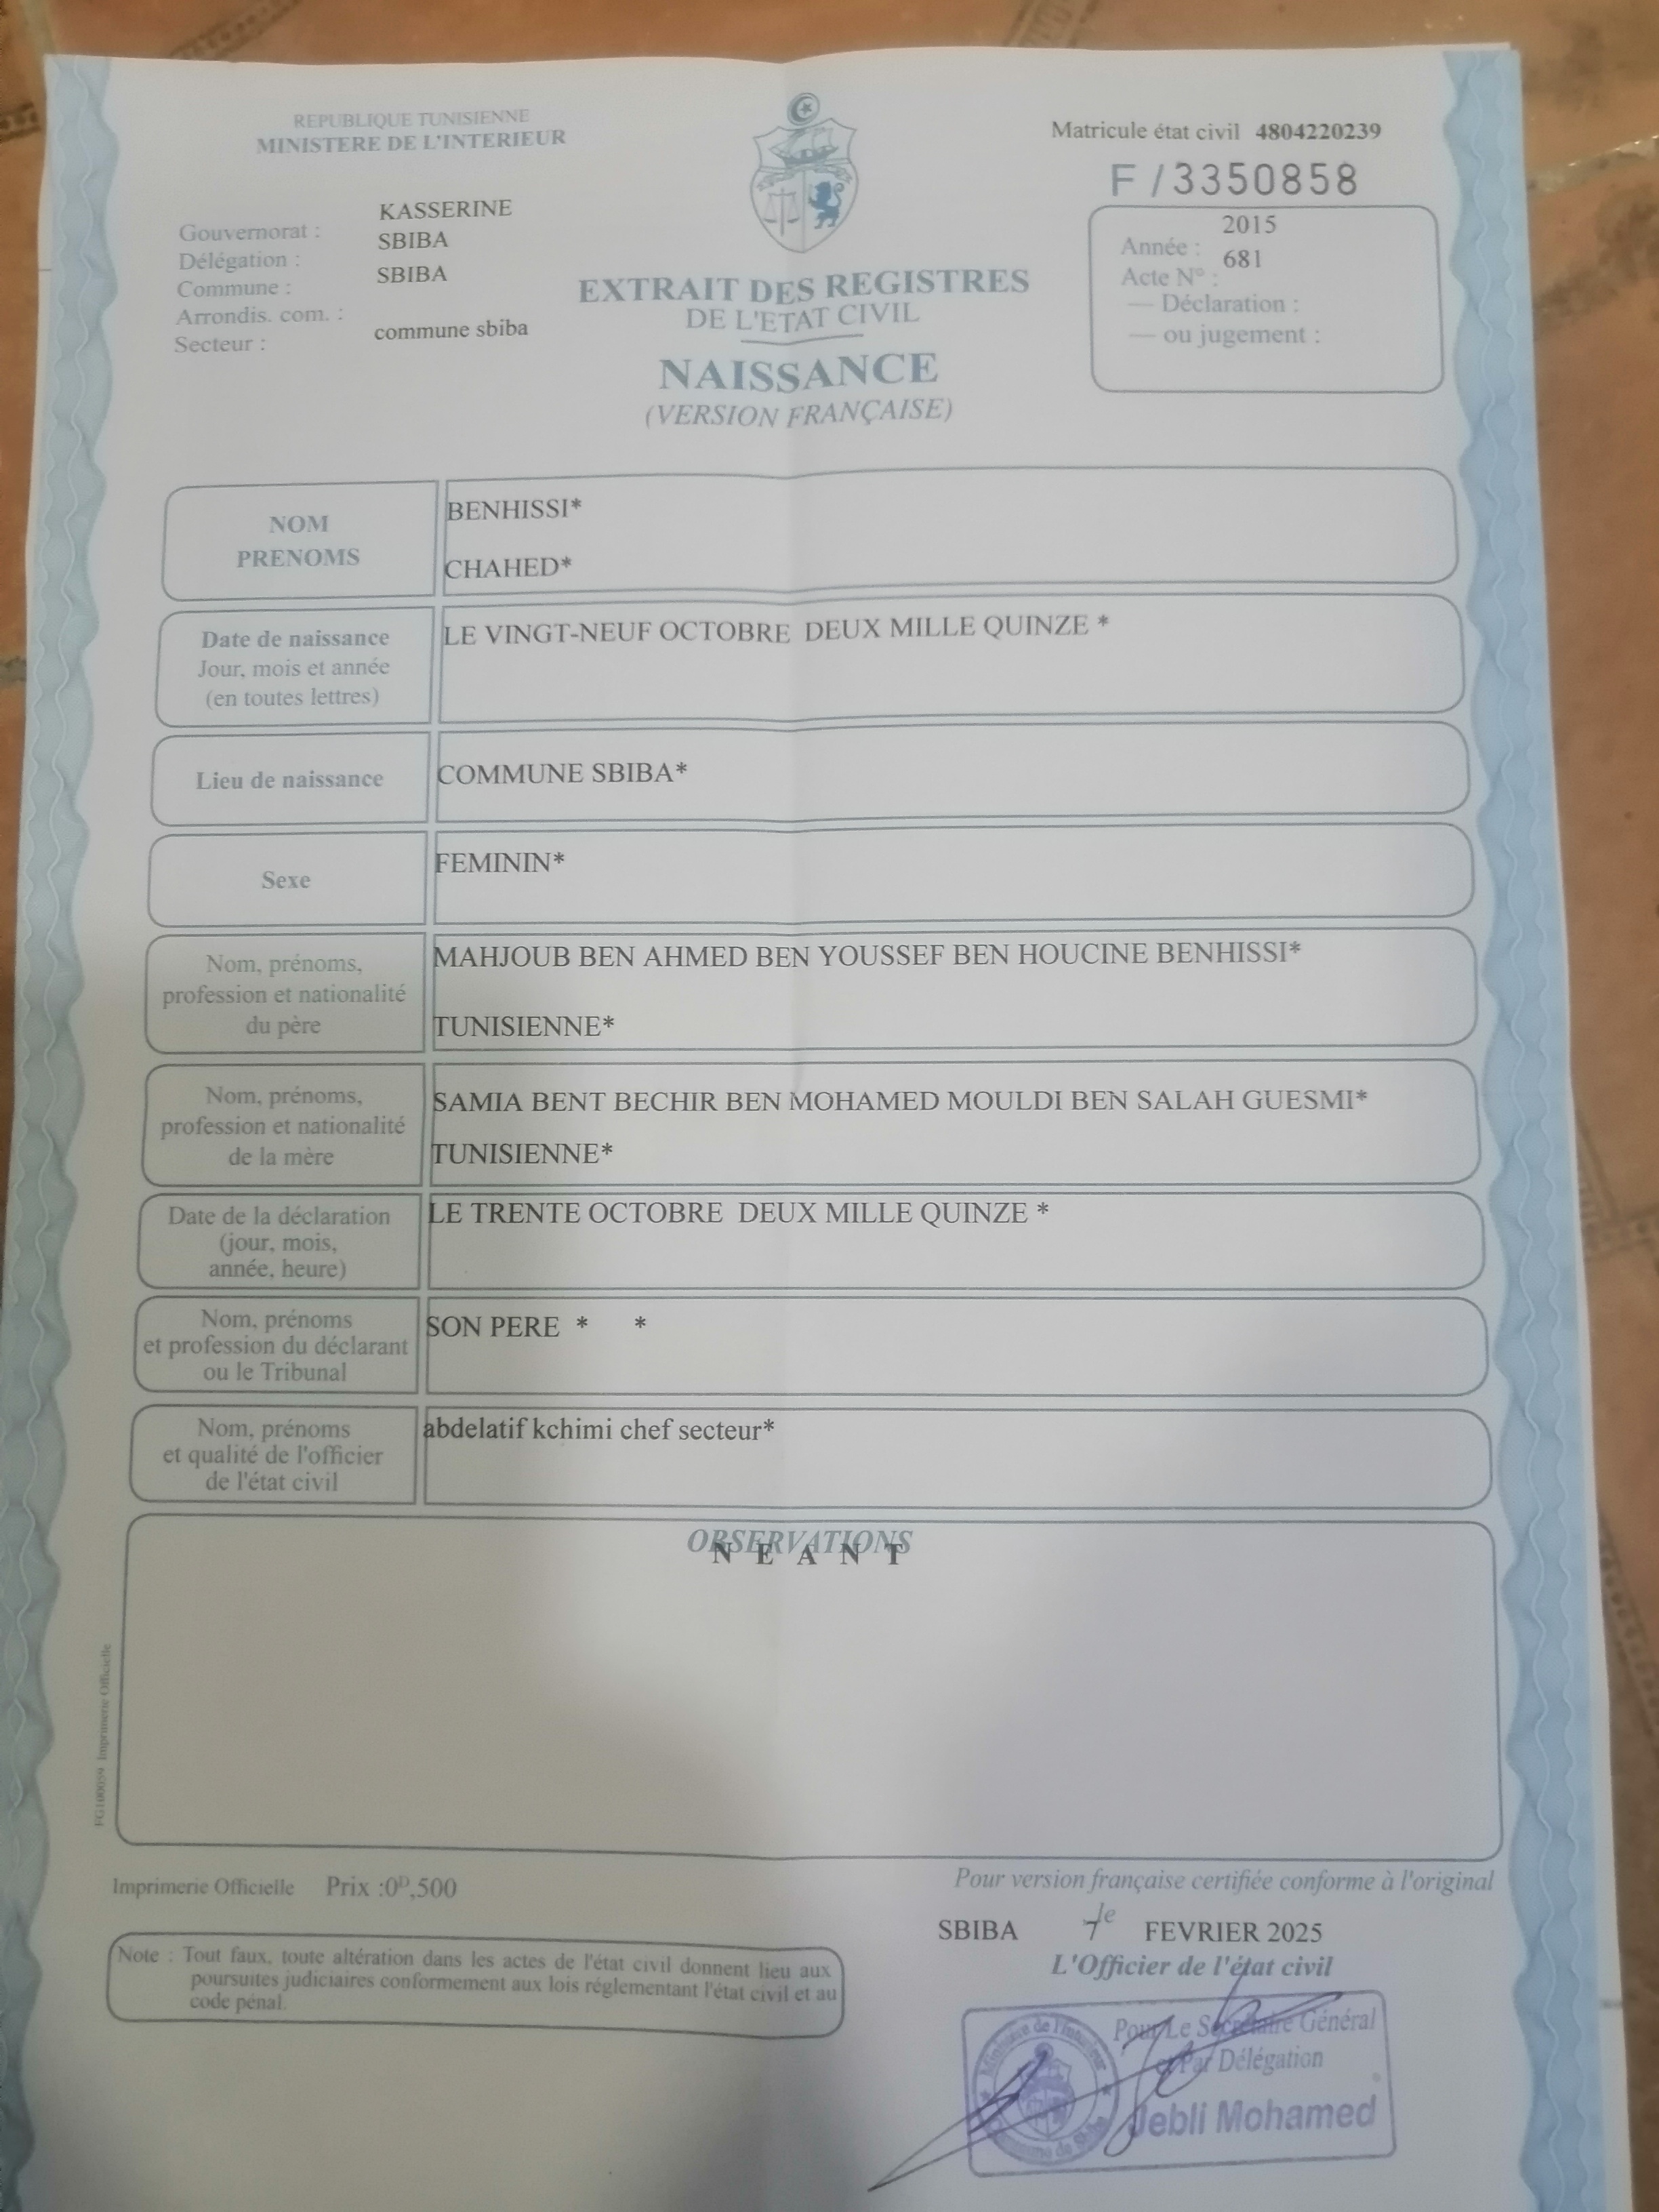 REPUBLIQUE TUNISIENNE
MINISTERE DE L'INTERIEUR
Matricule état civil 4804220239
F / 3350858
Gouvernorat : KASSERINE
Délégation : SBIBA
Commune : SBIBA
Arrondis. com. :
Secteur : commune sbiba
2015
Année :
681
Acte N° :
— Déclaration :
— ou jugement :
EXTRAIT DES REGISTRES
DE L'ETAT CIVIL
NAISSANCE
(VERSION FRANÇAISE)
NOM
PRENOMS
BENHISSI*
CHAHED*
Date de naissance
Jour, mois et année
(en toutes lettres)
LE VINGT-NEUF OCTOBRE DEUX MILLE QUINZE *
Lieu de naissance
COMMUNE SBIBA*
Sexe
FEMININ*
Nom, prénoms,
profession et nationalité
du père
MAHJOUB BEN AHMED BEN YOUSSEF BEN HOUCINE BENHISSI*
TUNISIENNE*
Nom, prénoms,
profession et nationalité
de la mère
SAMIA BENT BECHIR BEN MOHAMED MOULDI BEN SALAH GUESMI*
TUNISIENNE*
Date de la déclaration
(jour, mois,
année, heure)
LE TRENTE OCTOBRE DEUX MILLE QUINZE *
Nom, prénoms
et profession du déclarant
ou le Tribunal
SON PERE * *
Nom, prénoms
et qualité de l'officier
de l'état civil
abdelatif kchimi chef secteur*
OBSERVATIONS
N E A N T
FG100059 Imprimerie Officielle
Imprimerie Officielle Prix :0D,500
Pour version française certifiée conforme à l'original
SBIBA 7 le FEVRIER 2025
L'Officier de l'état civil
Note : Tout faux, toute altération dans les actes de l'état civil donnent lieu aux
poursuites judiciaires conformement aux lois réglementant l'état civil et au
code pénal.
Ministère de l'Intérieur
Commune de Sbiba
Pour Le Secrétaire Général
et Par Délégation
Jebli Mohamed